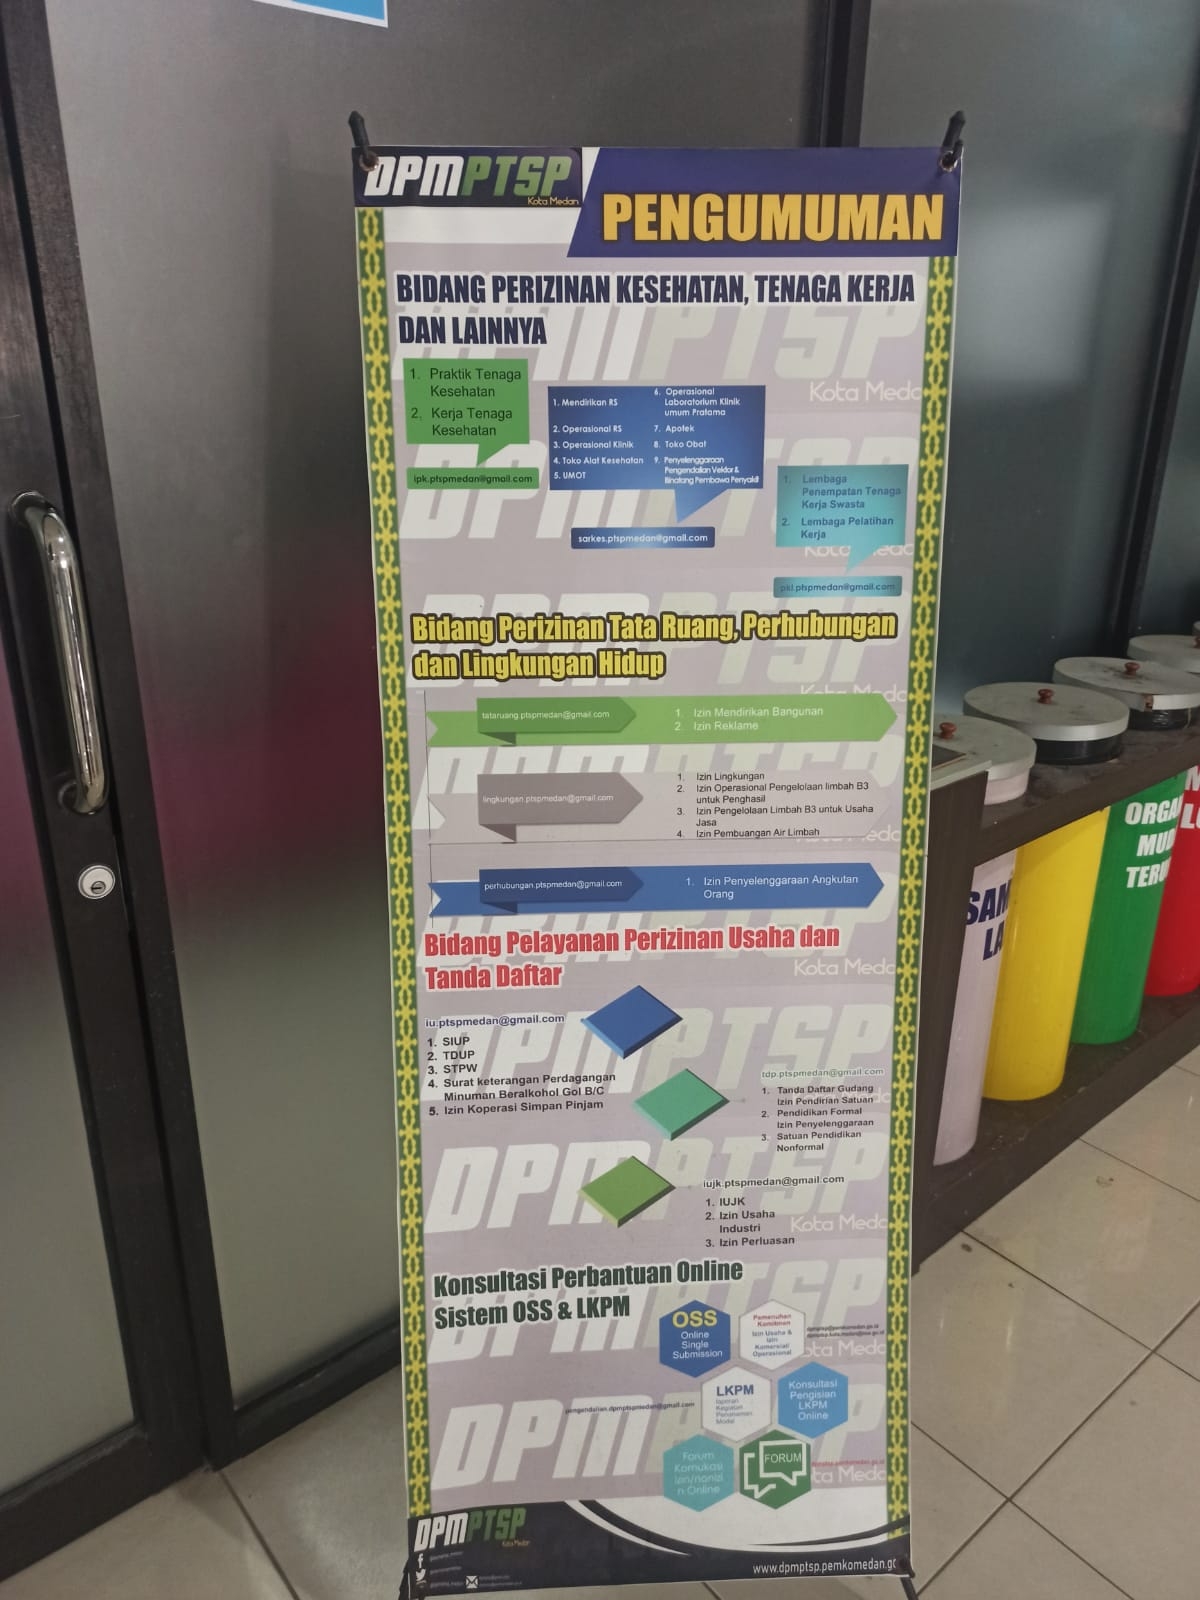 DPMPTSP
Kota Medan
PENGUMUMAN
BIDANG PERIZINAN KESEHATAN, TENAGA KERJA
DAN LAINNYA
1. Praktik Tenaga
Kesehatan
2. Kerja Tenaga
Kesehatan
ipk.ptspmedan@gmail.com
1. Mendirikan RS
2. Operasional RS
3. Operasional Klinik
4. Toko Alat Kesehatan
5. UMOT
6. Operasional
Laboratorium Klinik
umum Pratama
7. Apotek
8. Toko Obat
9. Penyelenggaraan
Pengendalian Vektor &
Binatang Pembawa Penyakit
sarkes.ptspmedan@gmail.com
1. Lembaga
Penempatan Tenaga
Kerja Swasta
2. Lembaga Pelatihan
Kerja
pkl.ptspmedan@gmail.com
Bidang Perizinan Tata Ruang, Perhubungan
dan Lingkungan Hidup
tataruang.ptspmedan@gmail.com
1. Izin Mendirikan Bangunan
2. Izin Reklame
lingkungan.ptspmedan@gmail.com
1. Izin Lingkungan
2. Izin Operasional Pengelolaan limbah B3
untuk Penghasil
3. Izin Pengelolaan Limbah B3 untuk Usaha
Jasa
4. Izin Pembuangan Air Limbah
perhubungan.ptspmedan@gmail.com
1. Izin Penyelenggaraan Angkutan
Orang
Bidang Pelayanan Perizinan Usaha dan
Tanda Daftar
iu.ptspmedan@gmail.com
1. SIUP
2. TDUP
3. STPW
4. Surat keterangan Perdagangan
Minuman Beralkohol Gol B/C
5. Izin Koperasi Simpan Pinjam
tdp.ptspmedan@gmail.com
1. Tanda Daftar Gudang
Izin Pendirian Satuan
2. Pendidikan Formal
Izin Penyelenggaraan
3. Satuan Pendidikan
Nonformal
iujk.ptspmedan@gmail.com
1. IUJK
2. Izin Usaha
Industri
3. Izin Perluasan
Konsultasi Perbantuan Online
Sistem OSS & LKPM
OSS
Online
Single
Submission
Pemenuhan
Komitmen
Izin Usaha &
Izin
Komersial/
Operasional
LKPM
laporan
Kegiatan
Penanaman
Modal
Konsultasi
Pengisian
LKPM
Online
pengendalian.dpmptspmedan@gmail.com
Forum
Komukasi
Izin/nonizi
n Online
FORUM
DPMPTSP
Kota Medan
www.dpmptsp.pemkomedan.go
SAM
LA
ORGA
MUD
TERU
M
LO